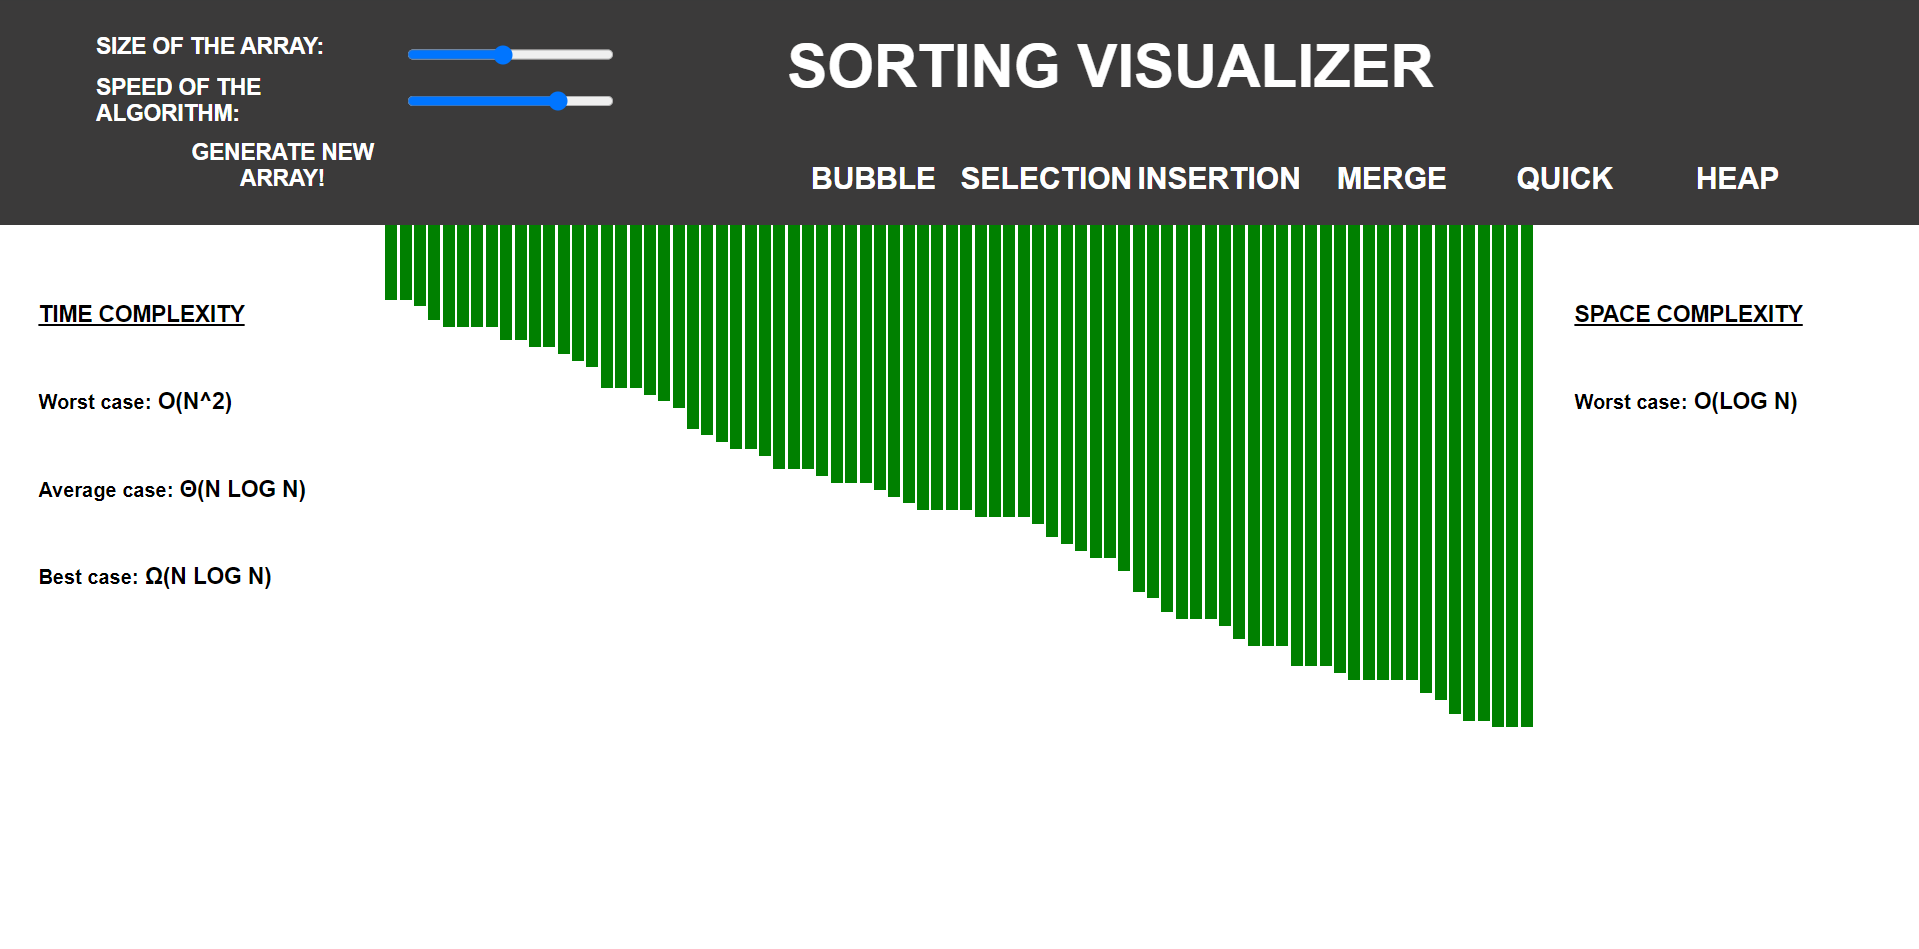 SIZE OF THE ARRAY:
SPEED OF THE
ALGORITHM:
GENERATE NEW
ARRAY!
SORTING VISUALIZER
BUBBLE SELECTION INSERTION MERGE QUICK HEAP
TIME COMPLEXITY
Worst case: O(N^2)
Average case: Θ(N LOG N)
Best case: Ω(N LOG N)
SPACE COMPLEXITY
Worst case: O(LOG N)